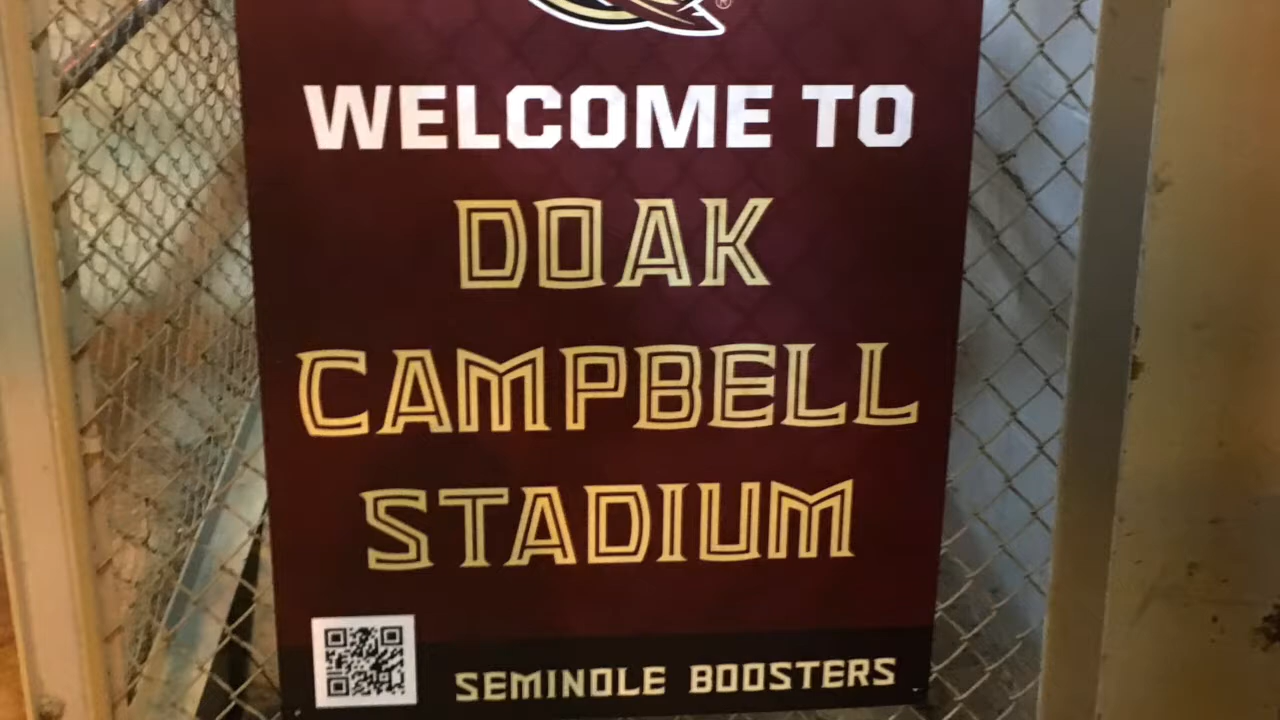 WELCOME TO
DOAK
CAMPBELL
STADIUM
SEMINOLE BOOSTERS